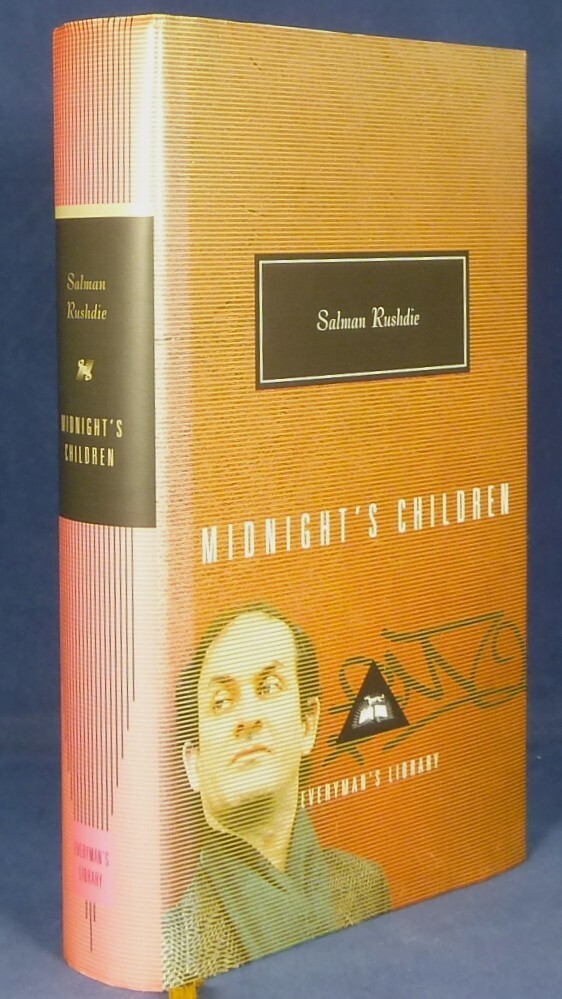 Salman
Rushdie
MIDNIGHT'S
CHILDREN
EVERYMAN'S
LIBRARY
Salman Rushdie
MIDNIGHT'S CHILDREN
EVERYMAN'S LIBRARY